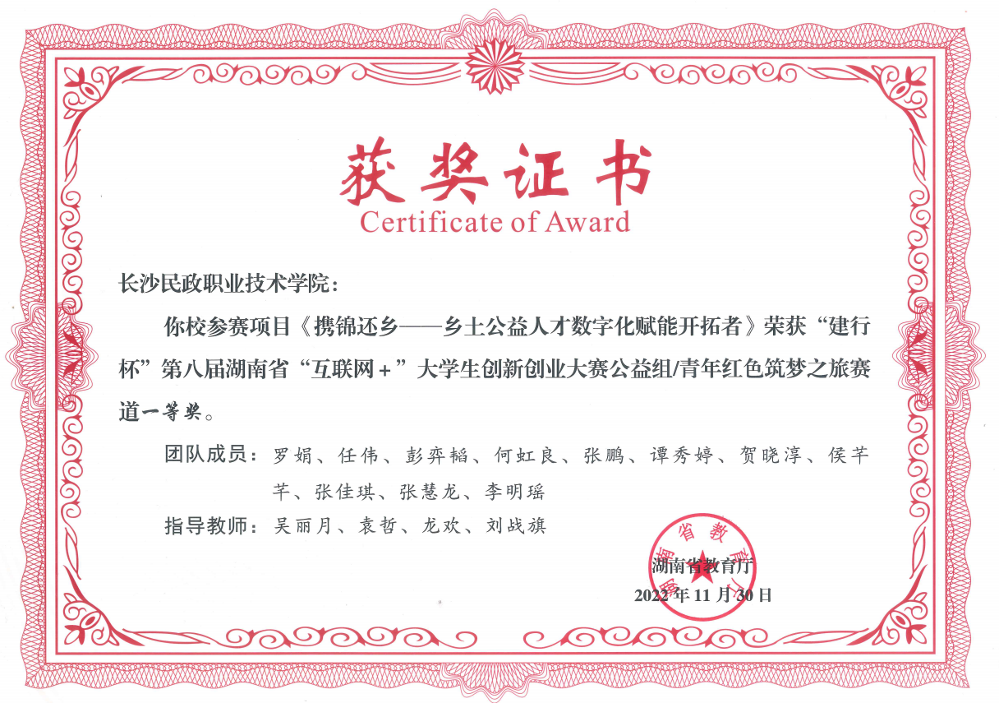 获奖证书
Certificate of Award
长沙民政职业技术学院：
你校参赛项目《携锦还乡——乡土公益人才数字化赋能开拓者》荣获“建行
杯”第八届湖南省“互联网+”大学生创新创业大赛公益组/青年红色筑梦之旅赛
道一等奖。
团队成员：罗娟、任伟、彭弈韬、何虹良、张鹏、谭秀婷、贺晓淳、侯芊
芊、张佳琪、张慧龙、李明瑶
指导教师：吴丽月、袁哲、龙欢、刘战旗
湖南省教育厅
湖南省教育厅
2022年11月30日